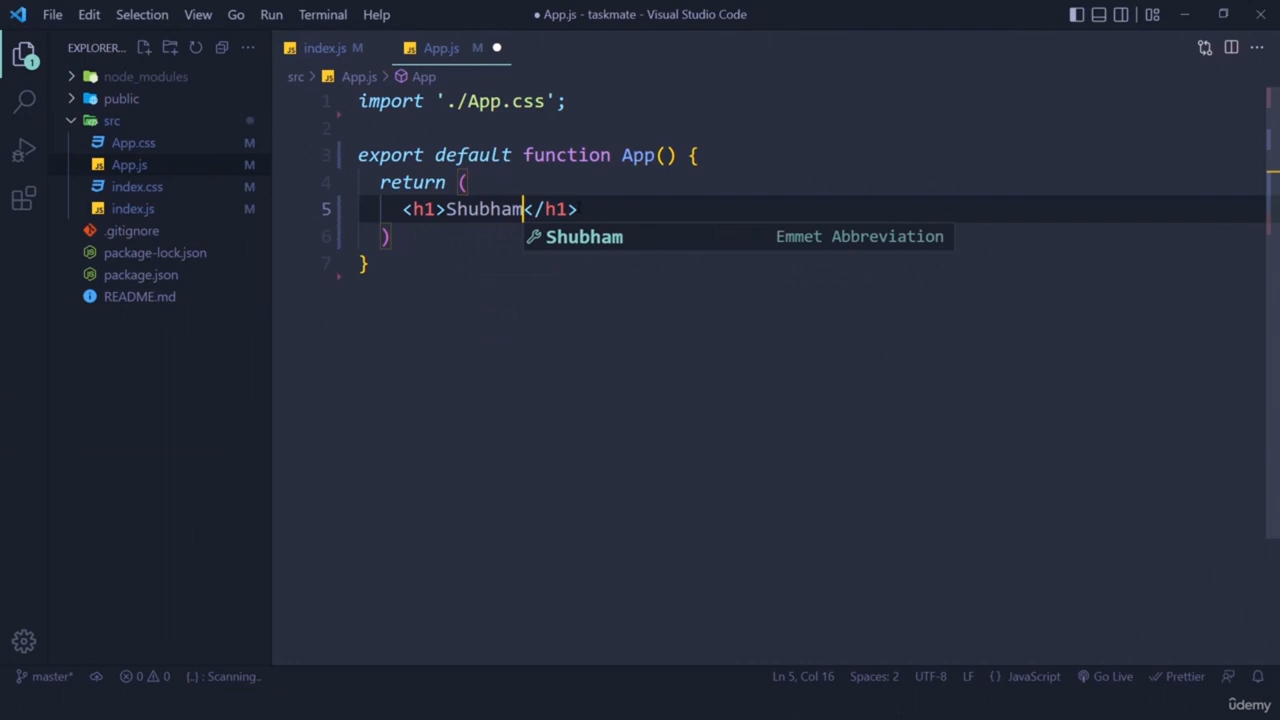 File Edit Selection View Go Run Terminal Help
● App.js - taskmate - Visual Studio Code
EXPLORER...
index.js M
App.js M
src > App.js > App
1
node_modules
public
src
App.css M
App.js M
index.css M
index.js M
.gitignore
package-lock.json
package.json
README.md
1 import './App.css';
2
3 export default function App() {
4 return (
5 <h1>Shubham</h1>
Shubham Emmet Abbreviation
6 )
7 }
master* 0 0 {..} : Scanning.. Ln 5, Col 16 Spaces: 2 UTF-8 LF {} JavaScript Go Live Prettier
ûdemy